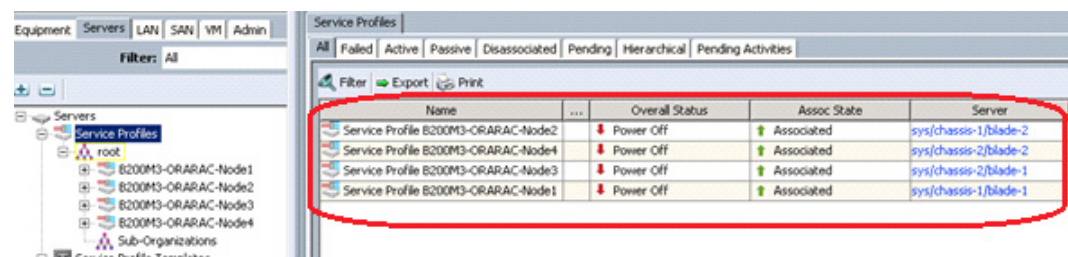 Equipment Servers LAN SAN VM Admin
Filter: All
Servers
Service Profiles
root
B200M3-ORARAC-Node1
B200M3-ORARAC-Node2
B200M3-ORARAC-Node3
B200M3-ORARAC-Node4
Sub-Organizations
Service Profile Templates
Service Profiles
All Failed Active Passive Disassociated Pending Hierarchical Pending Activities
Filter Export Print
Name ... Overall Status Assoc State Server
Service Profile B200M3-ORARAC-Node2 Power Off Associated sys/chassis-1/blade-2
Service Profile B200M3-ORARAC-Node4 Power Off Associated sys/chassis-2/blade-2
Service Profile B200M3-ORARAC-Node3 Power Off Associated sys/chassis-2/blade-1
Service Profile B200M3-ORARAC-Node1 Power Off Associated sys/chassis-1/blade-1